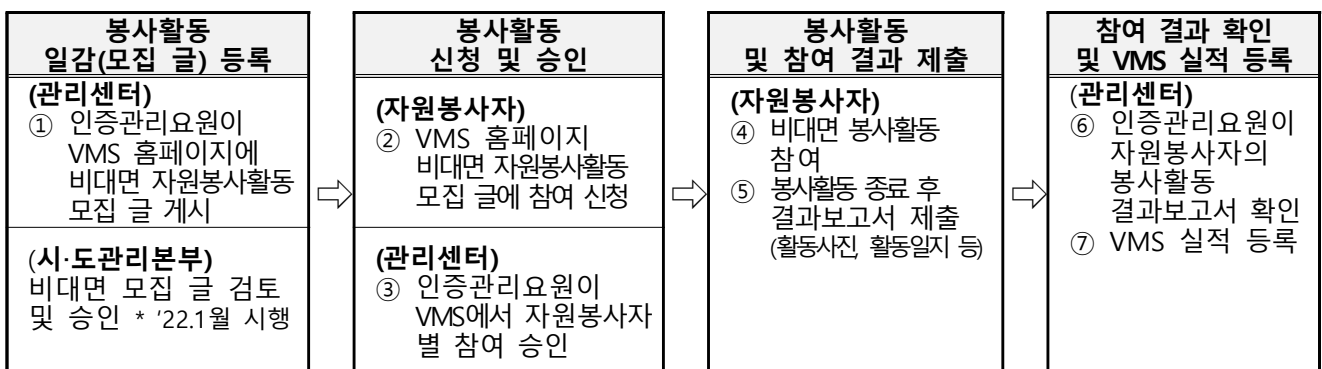 봉사활동
일감(모집 글) 등록
(관리센터)
① 인증관리요원이
VMS 홈페이지에
비대면 자원봉사활동
모집 글 게시
(시·도관리본부)
비대면 모집 글 검토
및 승인 * '22.1월 시행
⇨
봉사활동
신청 및 승인
(자원봉사자)
② VMS 홈페이지
비대면 자원봉사활동
모집 글에 참여 신청
(관리센터)
③ 인증관리요원이
VMS에서 자원봉사자
별 참여 승인
⇨
봉사활동
및 참여 결과 제출
(자원봉사자)
④ 비대면 봉사활동
참여
⑤ 봉사활동 종료 후
결과보고서 제출
(활동사진, 활동일지 등)
⇨
참여 결과 확인
및 VMS 실적 등록
(관리센터)
⑥ 인증관리요원이
자원봉사자의
봉사활동
결과보고서 확인
⑦ VMS 실적 등록